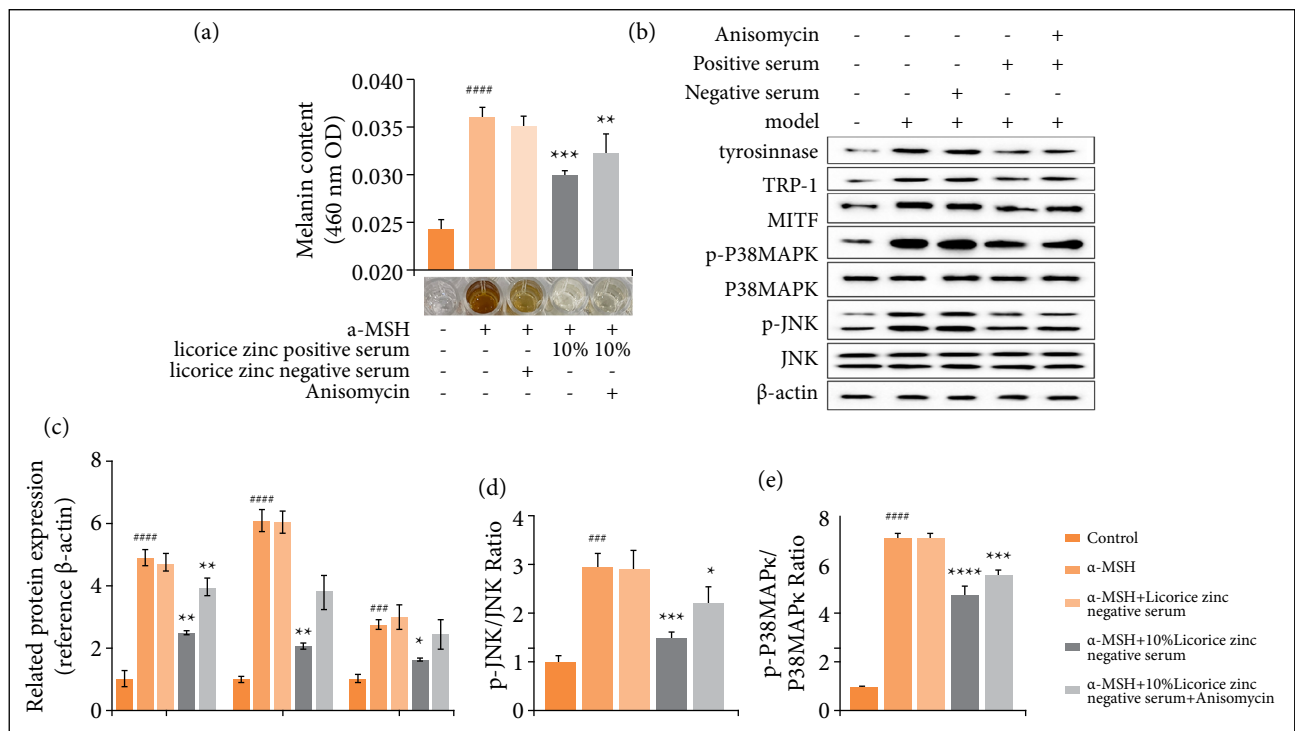 (a)
Melanin content
(460 nm OD)
0.040
0.035
0.030
0.025
0.020
####
***
**
a-MSH - + + + +
licorice zinc positive serum - - - 10% 10%
licorice zinc negative serum - - + - -
Anisomycin - - - - +
(b)
Anisomycin - - - - +
Positive serum - - - + +
Negative serum - - + - -
model - + + + +
tyrosinnase
TRP-1
MITF
p-P38MAPK
P38MAPK
p-JNK
JNK
β-actin
(c)
Related protein expression
(reference β-actin)
8
6
4
2
0
####
**
**
####
**
###
*
(d)
p-JNK/JNK Ratio
4
3
2
1
0
###
***
*
(e)
p-P38MAPκ/
P38MAPκ Ratio
8
6
4
2
0
####
****
***
Control
α-MSH
α-MSH+Licorice zinc
negative serum
α-MSH+10%Licorice zinc
negative serum
α-MSH+10%Licorice zinc
negative serum+Anisomycin